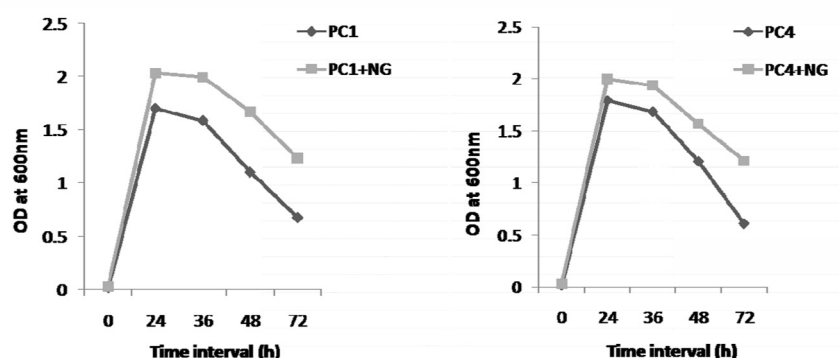 2.5
2
1.5
1
0.5
0
OD at 600nm
PC1
PC1+NG
0 24 36 48 72
Time interval (h)
2.5
2
1.5
1
0.5
0
OD at 600nm
PC4
PC4+NG
0 24 36 48 72
Time interval (h)